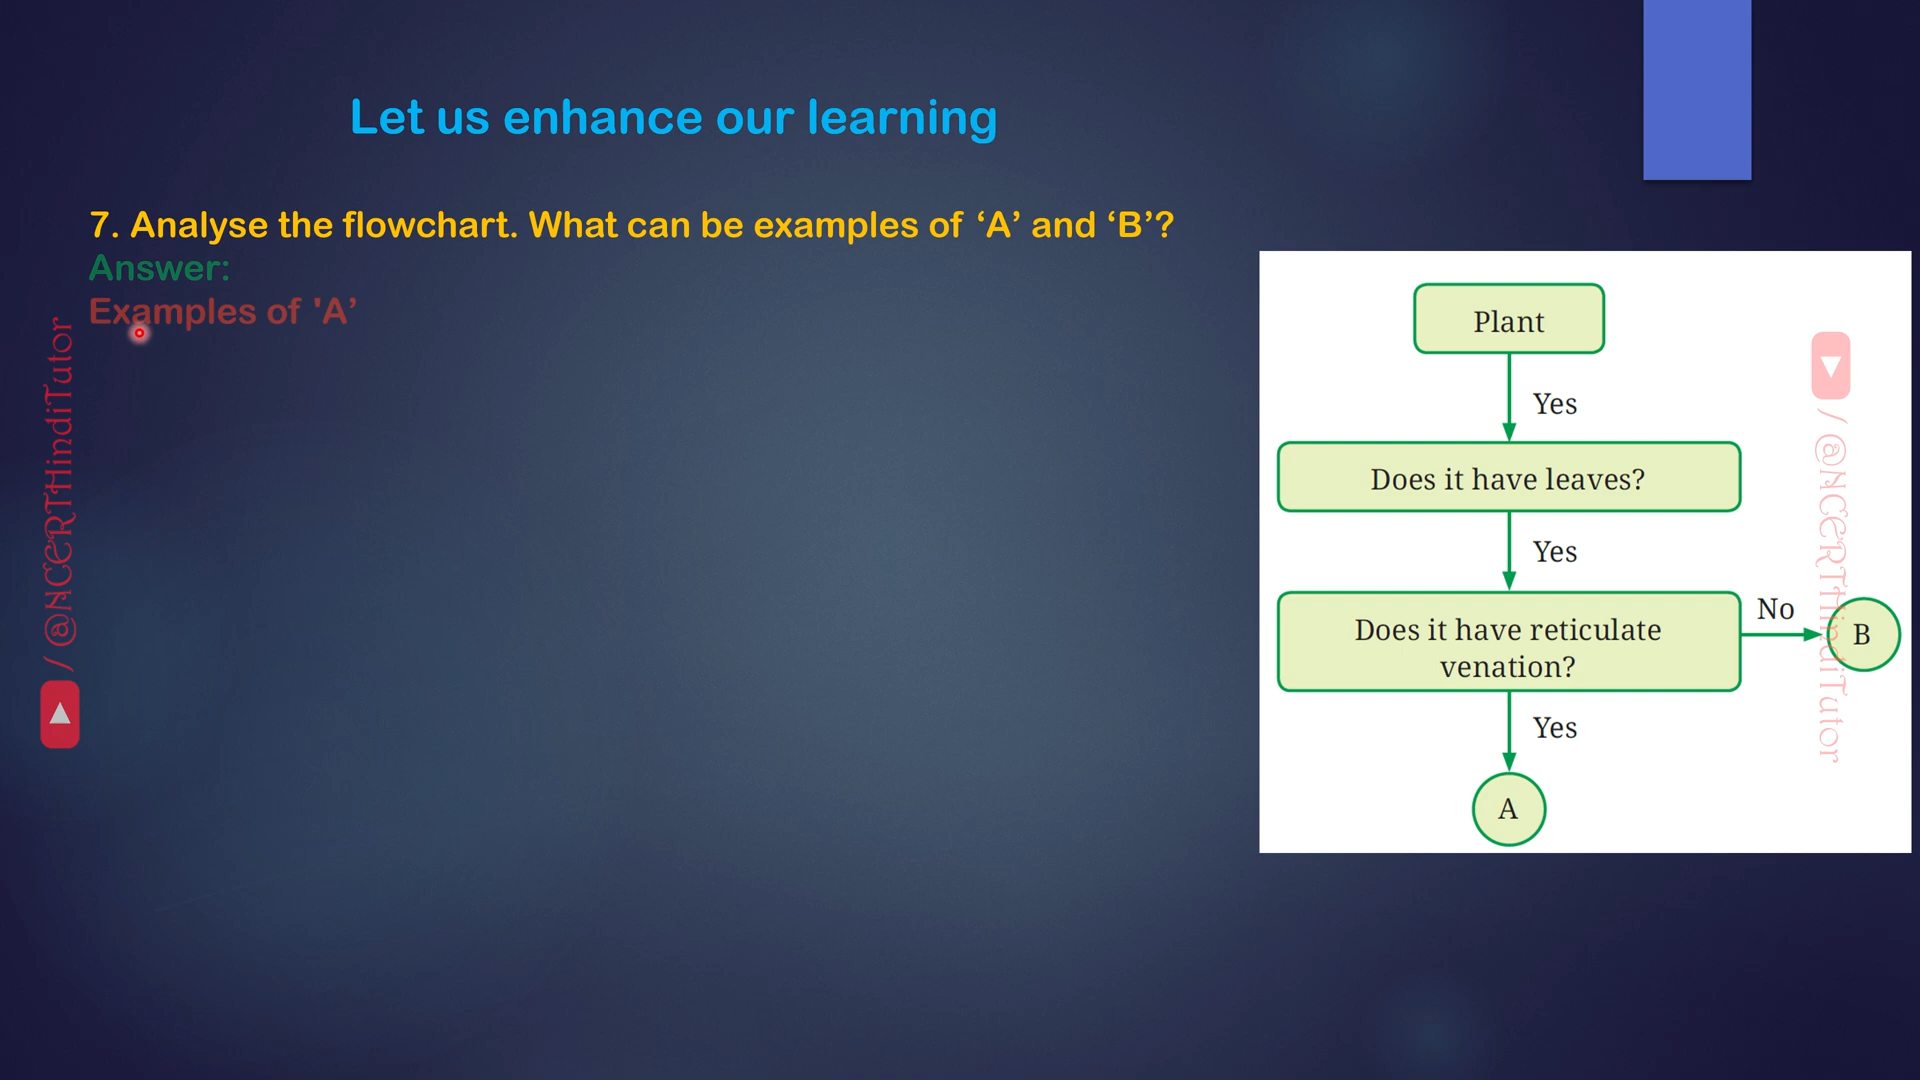 Let us enhance our learning
7. Analyse the flowchart. What can be examples of ‘A’ and ‘B’?
Answer:
Examples of 'A’
/ @NCERTHindiTutor
Plant
Yes
Does it have leaves?
Yes
Does it have reticulate
venation?
No
B
Yes
A
/ @NCERTHindiTutor